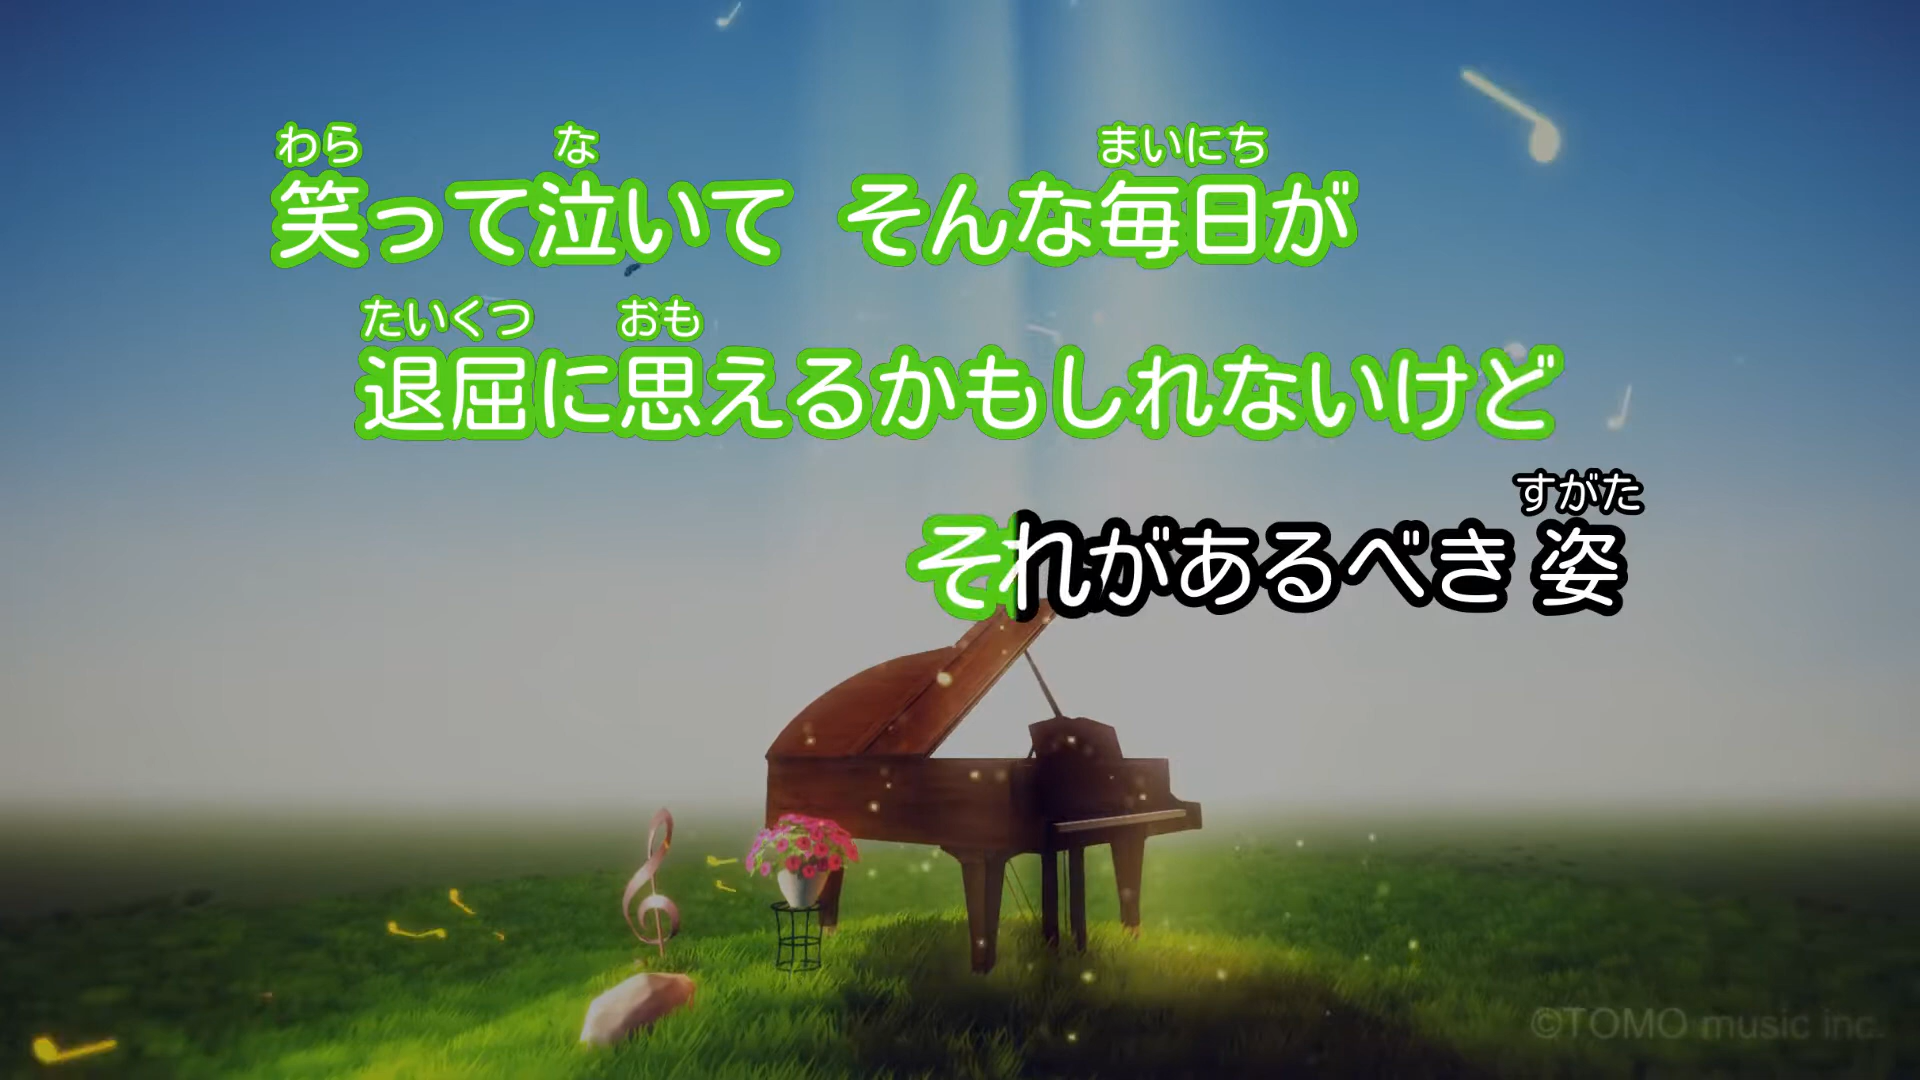 わら な まいにち
笑って泣いて そんな毎日が
たいくつ おも
退屈に思えるかもしれないけど
すがた
それがあるべき 姿
©TOMO music inc.